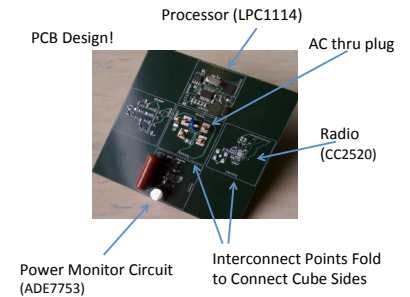 Processor (LPC1114)
PCB Design!
AC thru plug
Radio
(CC2520)
Power Monitor Circuit
(ADE7753)
Interconnect Points Fold
to Connect Cube Sides